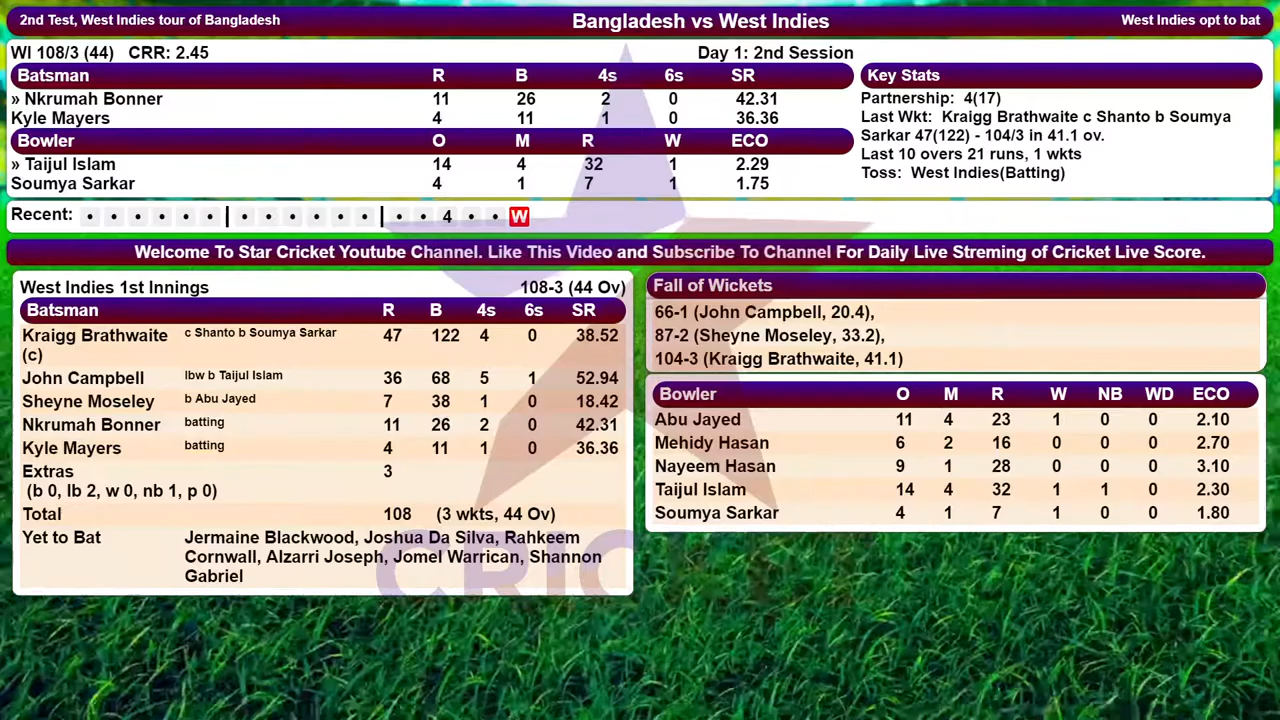 2nd Test, West Indies tour of Bangladesh
Bangladesh vs West Indies
West Indies opt to bat
WI 108/3 (44) CRR: 2.45
Day 1: 2nd Session
Batsman R B 4s 6s SR
» Nkrumah Bonner 11 26 2 0 42.31
Kyle Mayers 4 11 1 0 36.36
Bowler O M R W ECO
» Taijul Islam 14 4 32 1 2.29
Soumya Sarkar 4 1 7 1 1.75
Key Stats
Partnership: 4(17)
Last Wkt: Kraigg Brathwaite c Shanto b Soumya
Sarkar 47(122) - 104/3 in 41.1 ov.
Last 10 overs 21 runs, 1 wkts
Toss: West Indies(Batting)
Recent: • • • • • • | • • • • • • | • • 4 • • W
Welcome To Star Cricket Youtube Channel. Like This Video and Subscribe To Channel For Daily Live Streming of Cricket Live Score.
West Indies 1st Innings 108-3 (44 Ov)
Batsman R B 4s 6s SR
Kraigg Brathwaite c Shanto b Soumya Sarkar 47 122 4 0 38.52
(c)
John Campbell lbw b Taijul Islam 36 68 5 1 52.94
Sheyne Moseley b Abu Jayed 7 38 1 0 18.42
Nkrumah Bonner batting 11 26 2 0 42.31
Kyle Mayers batting 4 11 1 0 36.36
Extras 3
(b 0, lb 2, w 0, nb 1, p 0)
Total 108 (3 wkts, 44 Ov)
Yet to Bat Jermaine Blackwood, Joshua Da Silva, Rahkeem
Cornwall, Alzarri Joseph, Jomel Warrican, Shannon
Gabriel
Fall of Wickets
66-1 (John Campbell, 20.4),
87-2 (Sheyne Moseley, 33.2),
104-3 (Kraigg Brathwaite, 41.1)
Bowler O M R W NB WD ECO
Abu Jayed 11 4 23 1 0 0 2.10
Mehidy Hasan 6 2 16 0 0 0 2.70
Nayeem Hasan 9 1 28 0 0 0 3.10
Taijul Islam 14 4 32 1 1 0 2.30
Soumya Sarkar 4 1 7 1 0 0 1.80